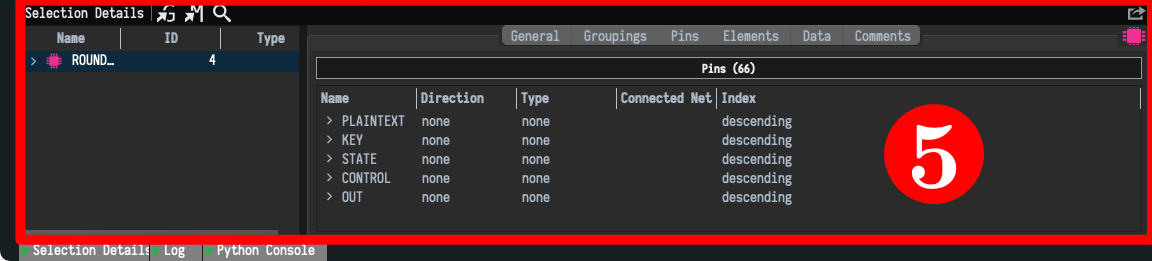 Selection Details
Name ID Type
ROUND… 4
General Groupings Pins Elements Data Comments
Pins (66)
Name Direction Type Connected Net Index
PLAINTEXT none none descending
KEY none none descending
STATE none none descending
CONTROL none none descending
OUT none none descending
5
Selection Details Log Python Console